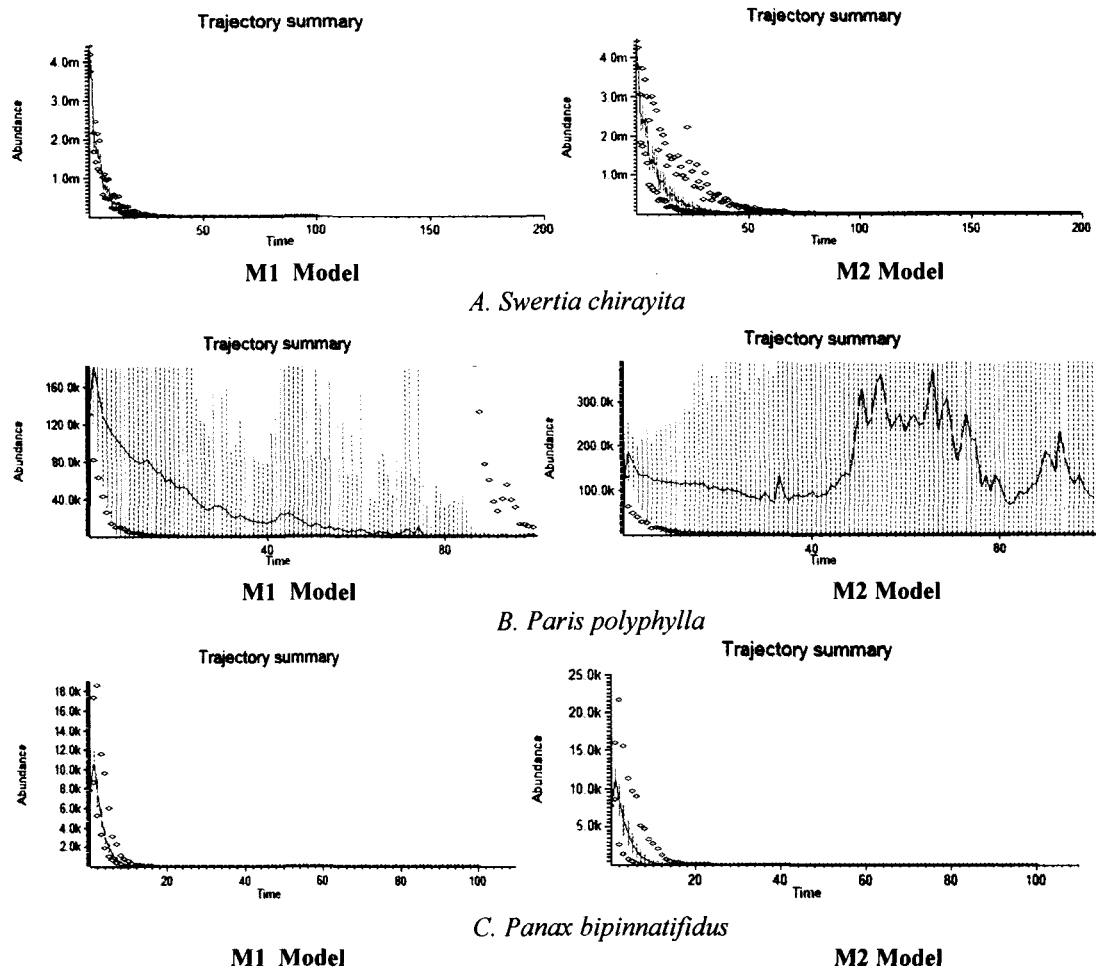 Trajectory summary
Abundance
4.0m
3.0m
2.0m
1.0m
50
100
150
200
Time
M1 Model
Trajectory summary
Abundance
4.0m
3.0m
2.0m
1.0m
50
100
150
200
Time
M2 Model
A. Swertia chirayita
Trajectory summary
Abundance
160.0k
120.0k
80.0k
40.0k
40
80
Time
M1 Model
Trajectory summary
Abundance
300.0k
200.0k
100.0k
40
80
Time
M2 Model
B. Paris polyphylla
Trajectory summary
Abundance
18.0k
16.0k
14.0k
12.0k
10.0k
8.0k
6.0k
4.0k
2.0k
20
40
60
80
100
Time
Trajectory summary
Abundance
25.0k
20.0k
15.0k
10.0k
5.0k
20
40
60
80
100
Time
C. Panax bipinnatifidus
M1 Model
M2 Model